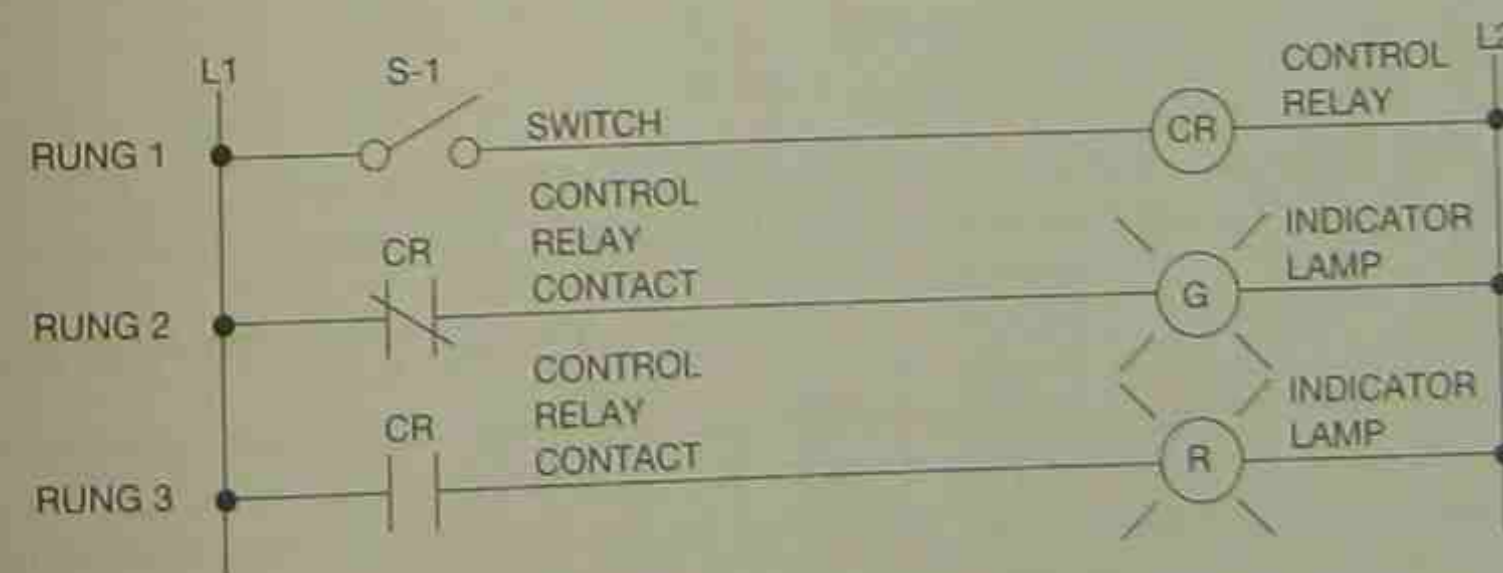 L1
S-1
CONTROL
RELAY
L2
RUNG 1
SWITCH
CR
CONTROL
RELAY
CONTACT
CR
INDICATOR
LAMP
RUNG 2
G
CONTROL
RELAY
CONTACT
CR
INDICATOR
LAMP
RUNG 3
R